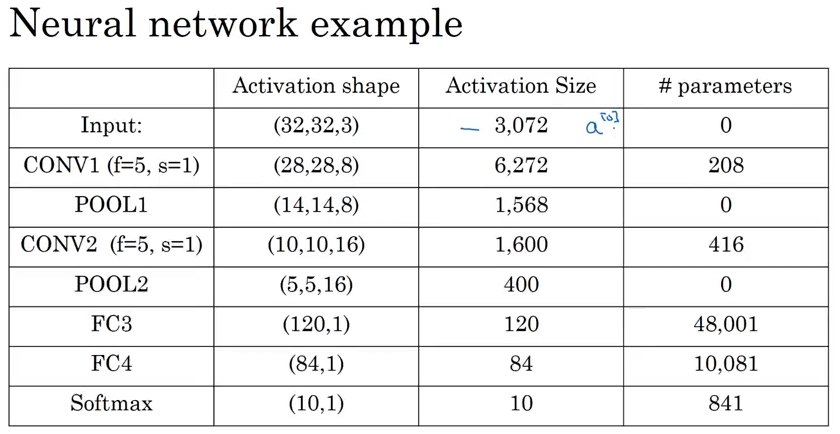 Neural network example
Activation shape Activation Size # parameters
Input: (32,32,3) – 3,072 a[0] 0
CONV1 (f=5, s=1) (28,28,8) 6,272 208
POOL1 (14,14,8) 1,568 0
CONV2 (f=5, s=1) (10,10,16) 1,600 416
POOL2 (5,5,16) 400 0
FC3 (120,1) 120 48,001
FC4 (84,1) 84 10,081
Softmax (10,1) 10 841